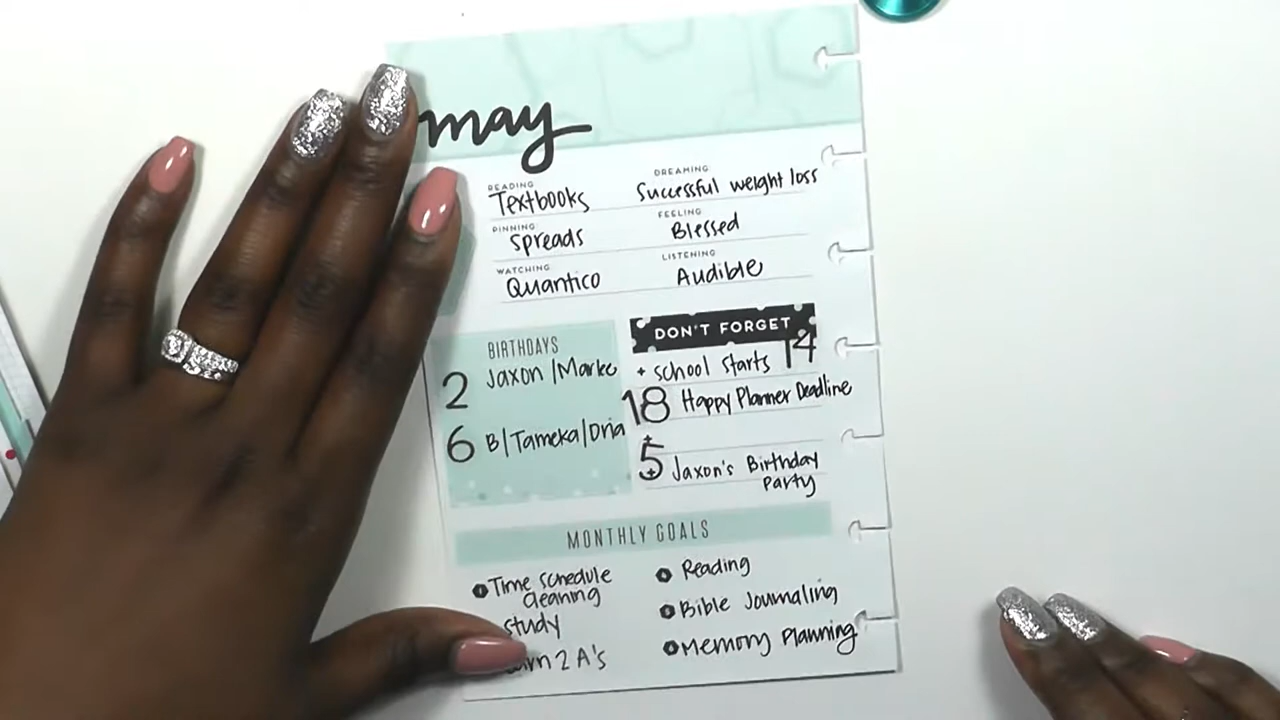 may
READING
Textbooks
DREAMING
Successful weight loss
PINNING
spreads
FEELING
Blessed
WATCHING
Quantico
LISTENING
Audible
BIRTHDAYS
2 Jaxon / Marke
6 B/Tameka/Dria
DON'T FORGET
+ school starts 14
18 Happy Planner Deadline
5 Jaxon's Birthday
Party
MONTHLY GOALS
Time schedule
cleaning
study
2 A's
Reading
Bible Journaling
Memory Planning